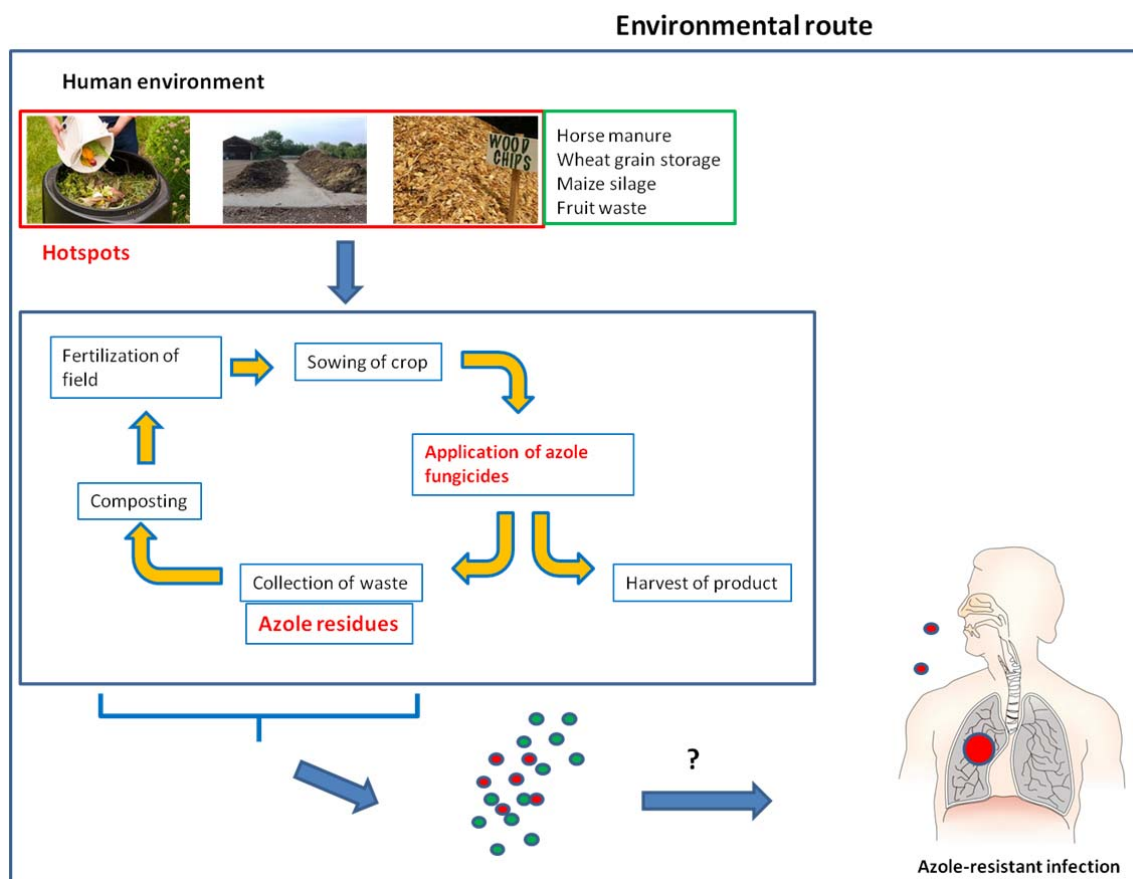 Environmental route
Human environment
WOOD
CHIPS
Horse manure
Wheat grain storage
Maize silage
Fruit waste
Hotspots
Fertilization of
field
Sowing of crop
Application of azole
fungicides
Composting
Collection of waste
Azole residues
Harvest of product
?
Azole-resistant infection